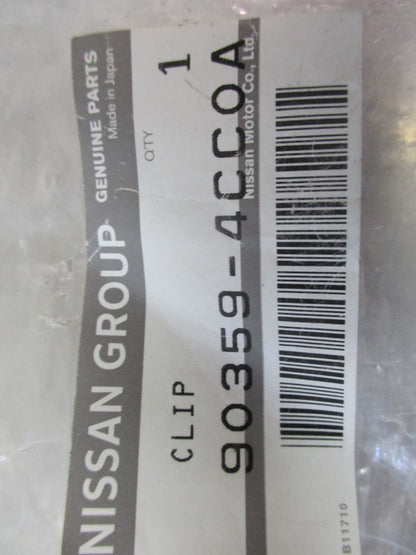 NISSAN GROUP GENUINE PARTS
Made in Japan
QTY
CLIP 1
90359-4CC0A
Nissan Motor Co., Ltd.
B11710